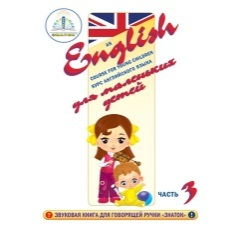 English
COURSE FOR YOUNG CHILDREN
КУРС АНГЛИЙСКОГО ЯЗЫКА
для маленьких
детей
ЧАСТЬ 3
ЗВУКОВАЯ КНИГА ДЛЯ ГОВОРЯЩЕЙ РУЧКИ «ЗНАТОК»